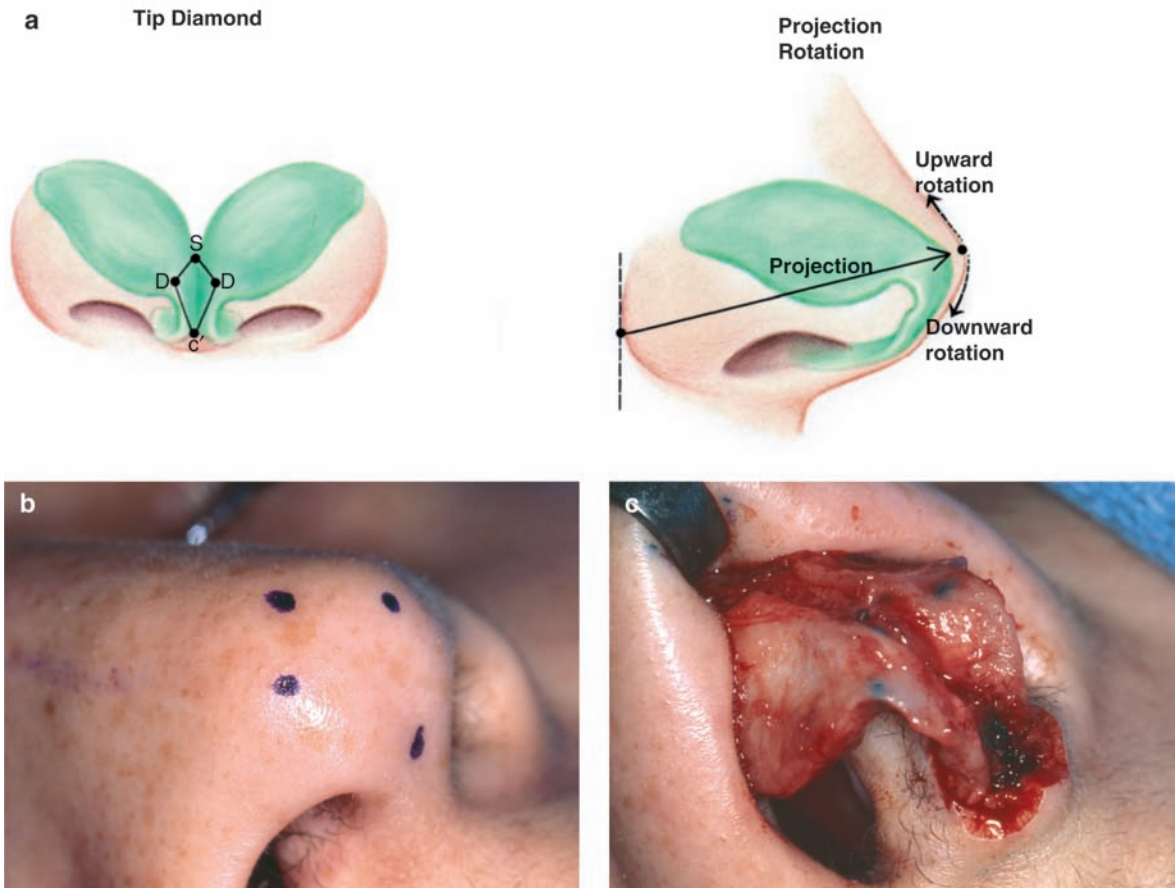 a
Tip Diamond
S
D
D
c'
Projection
Rotation
Upward
rotation
Projection
Downward
rotation
b
c